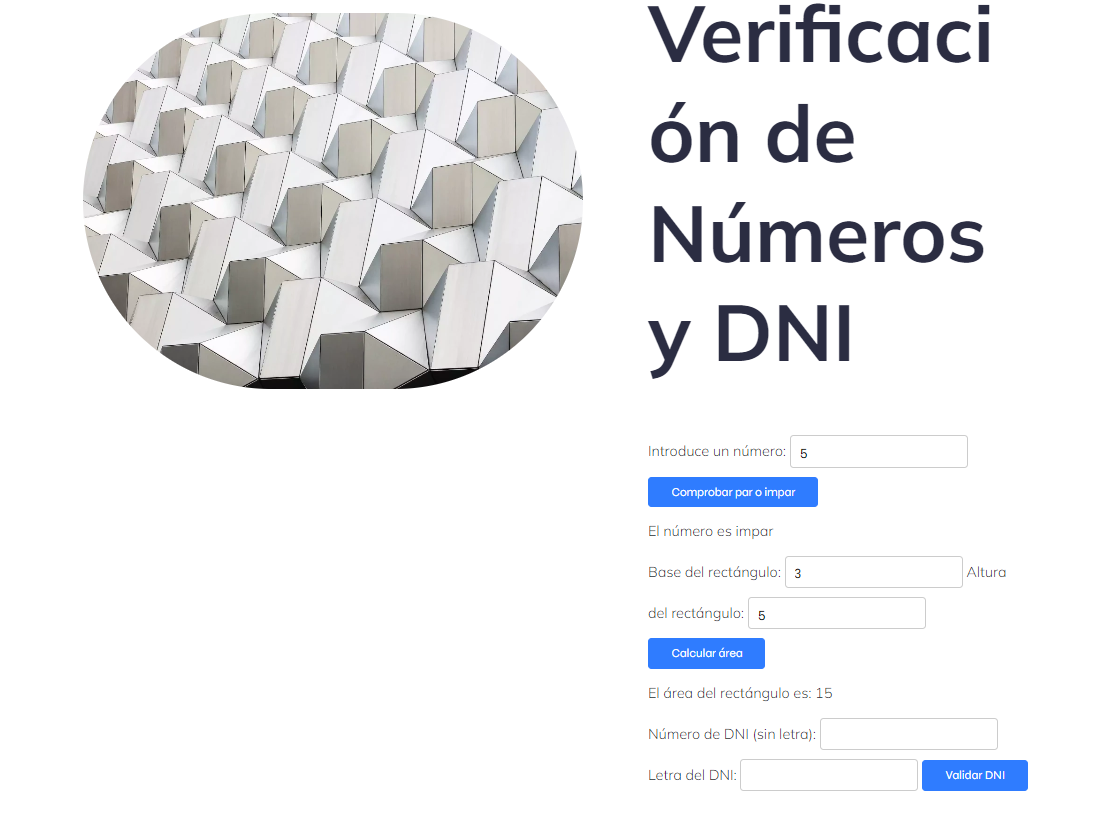 Verificaci
ón de
Números
y DNI
Introduce un número: 5
Comprobar par o impar
El número es impar
Base del rectángulo: 3 Altura
del rectángulo: 5
Calcular área
El área del rectángulo es: 15
Número de DNI (sin letra):
Letra del DNI: Validar DNI